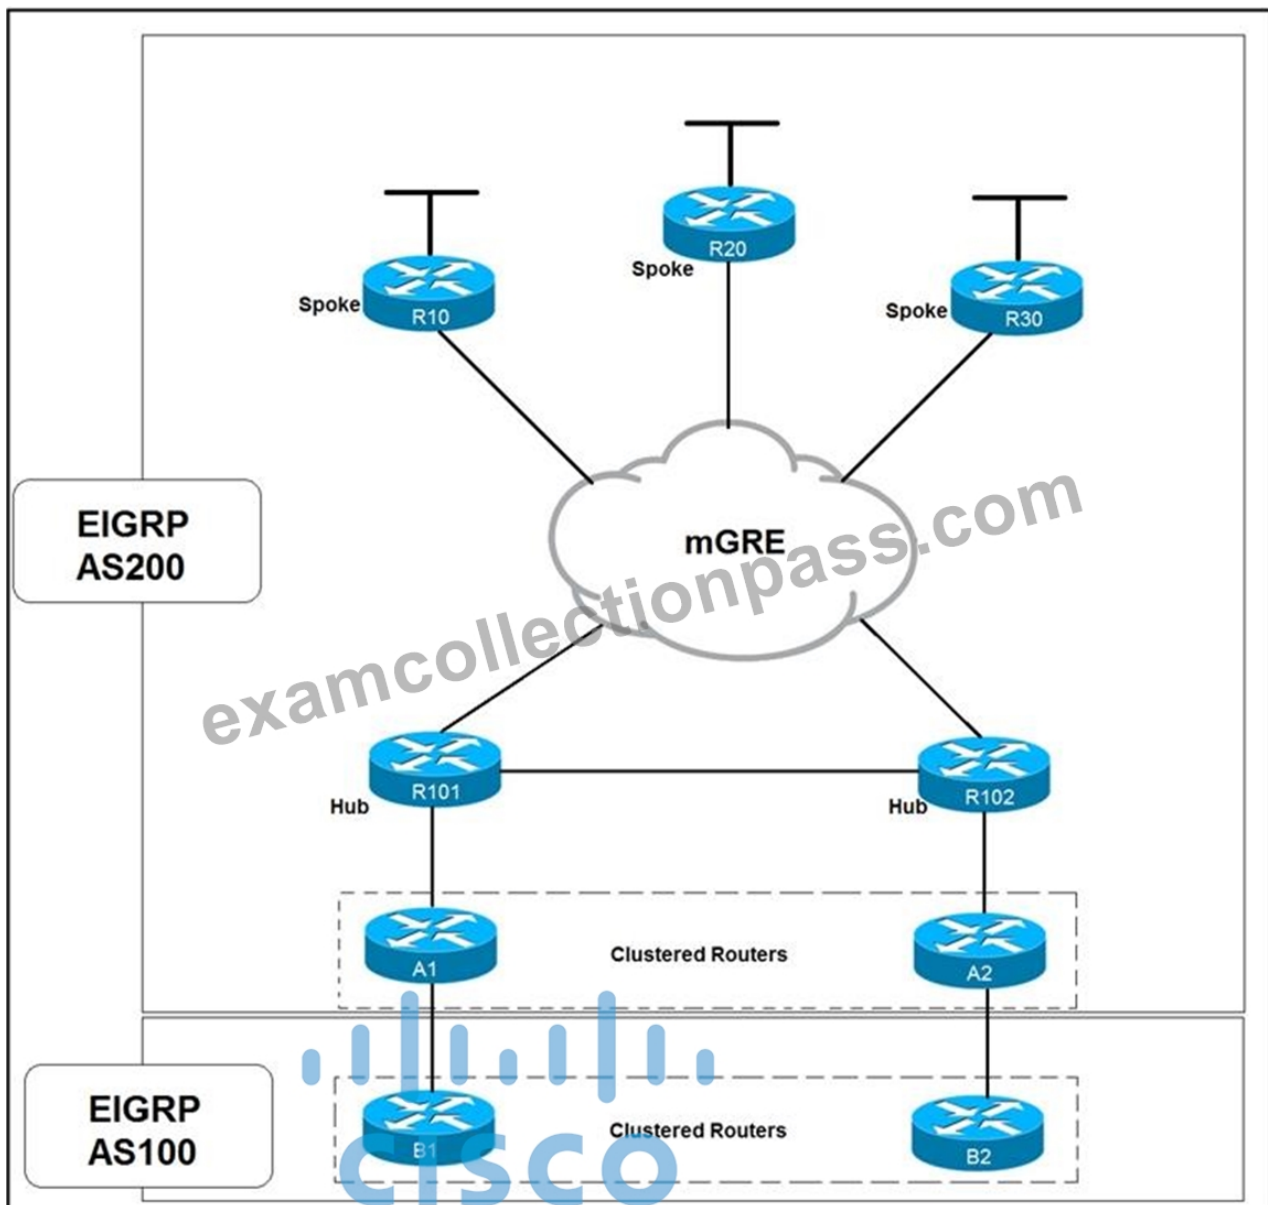 R20
Spoke
R10
Spoke
R30
Spoke
EIGRP
AS200
mGRE
examcollectionpass.com
R101
Hub
R102
Hub
A1
Clustered Routers
A2
EIGRP
AS100
B1
Clustered Routers
B2
CISCO